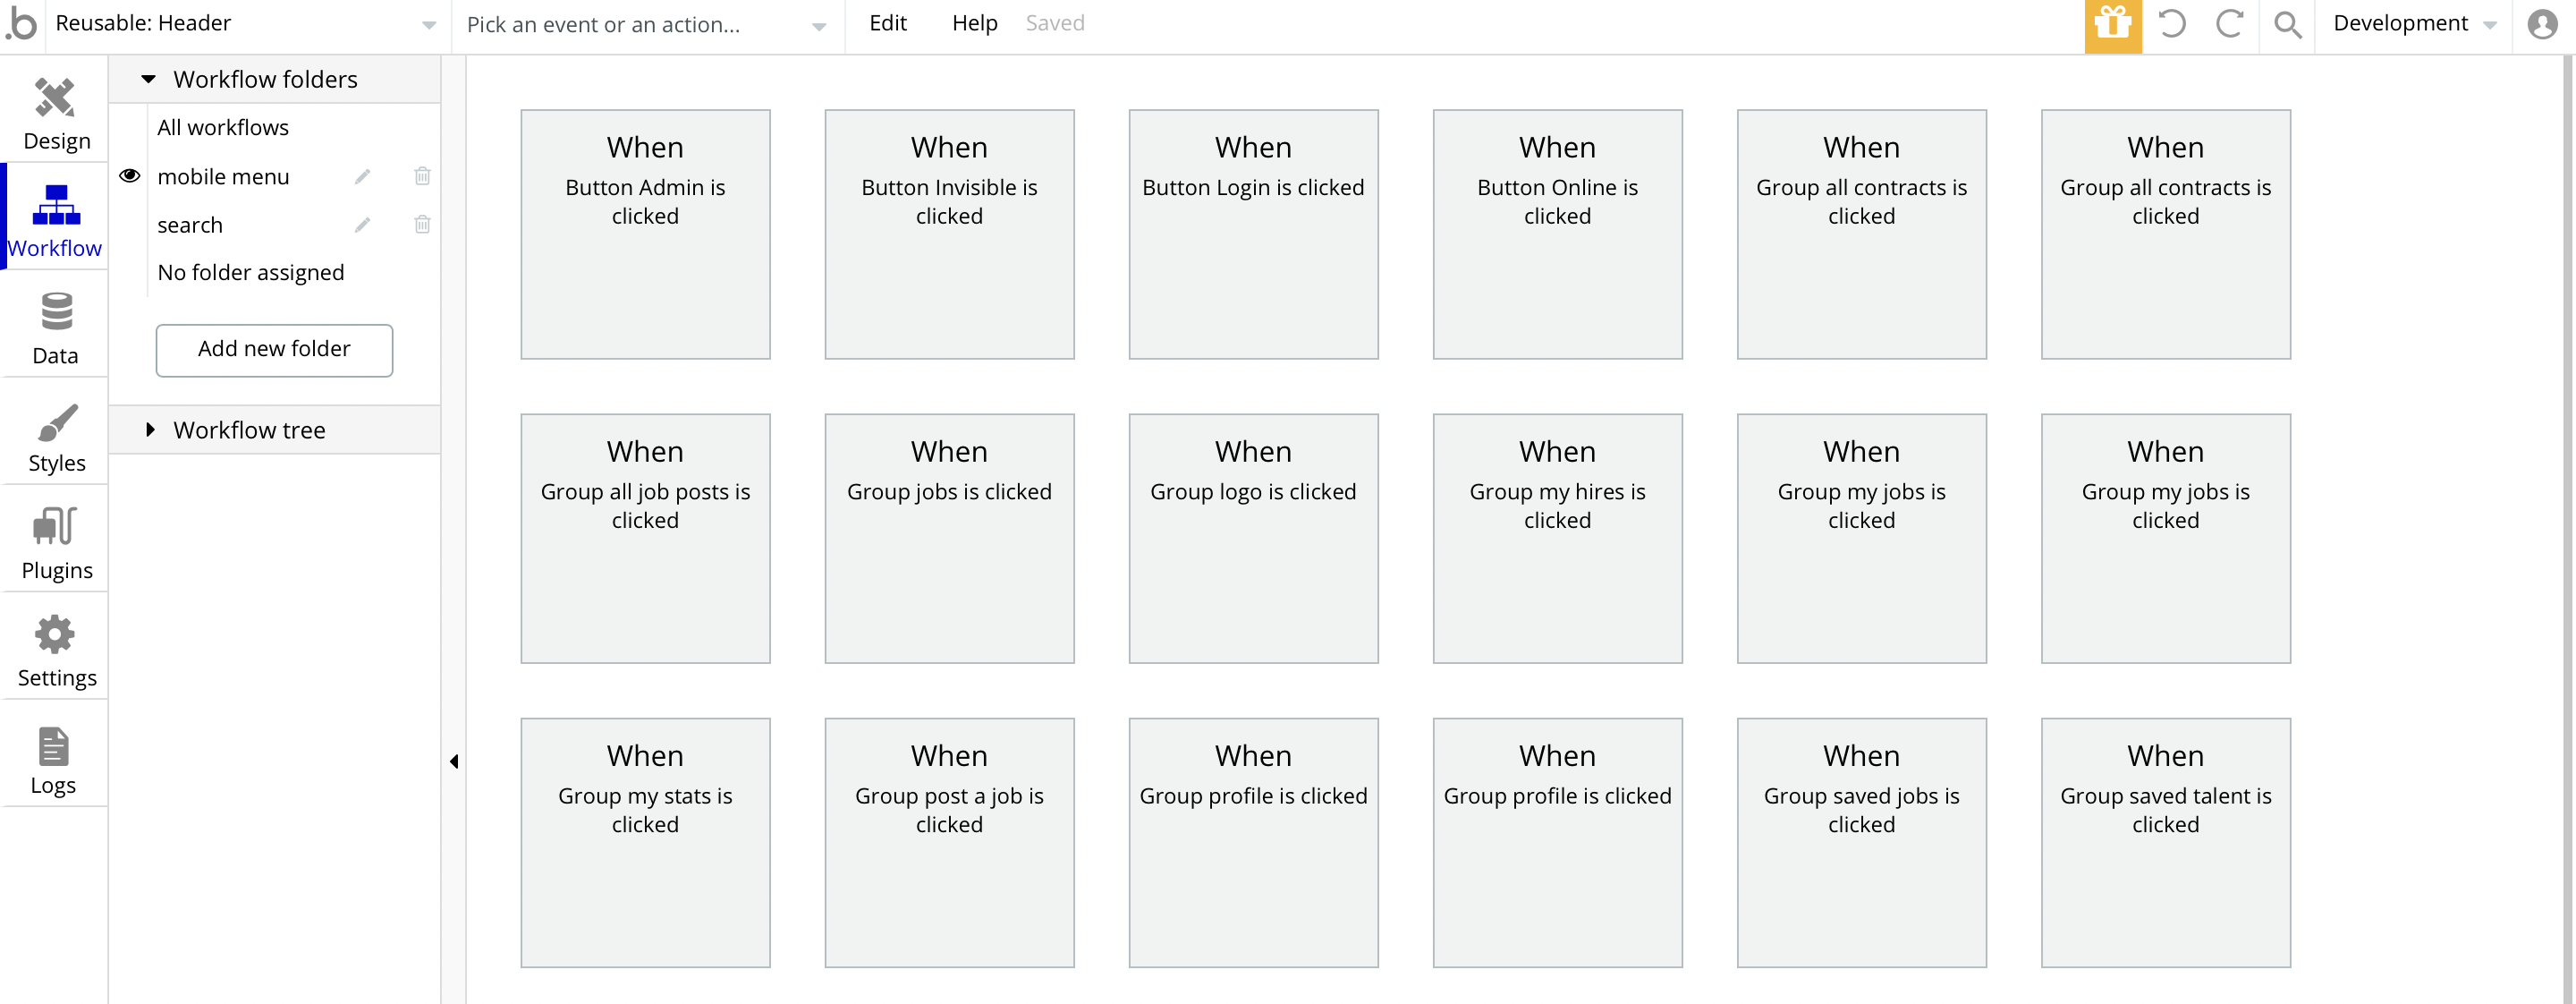 .b
Reusable: Header
Pick an event or an action...
Edit
Help
Saved
Development
Design
Workflow
Data
Styles
Plugins
Settings
Logs
Workflow folders
All workflows
mobile menu
search
No folder assigned
Add new folder
Workflow tree
When
Button Admin is
clicked
When
Button Invisible is
clicked
When
Button Login is clicked
When
Button Online is
clicked
When
Group all contracts is
clicked
When
Group all contracts is
clicked
When
Group all job posts is
clicked
When
Group jobs is clicked
When
Group logo is clicked
When
Group my hires is
clicked
When
Group my jobs is
clicked
When
Group my jobs is
clicked
When
Group my stats is
clicked
When
Group post a job is
clicked
When
Group profile is clicked
When
Group profile is clicked
When
Group saved jobs is
clicked
When
Group saved talent is
clicked